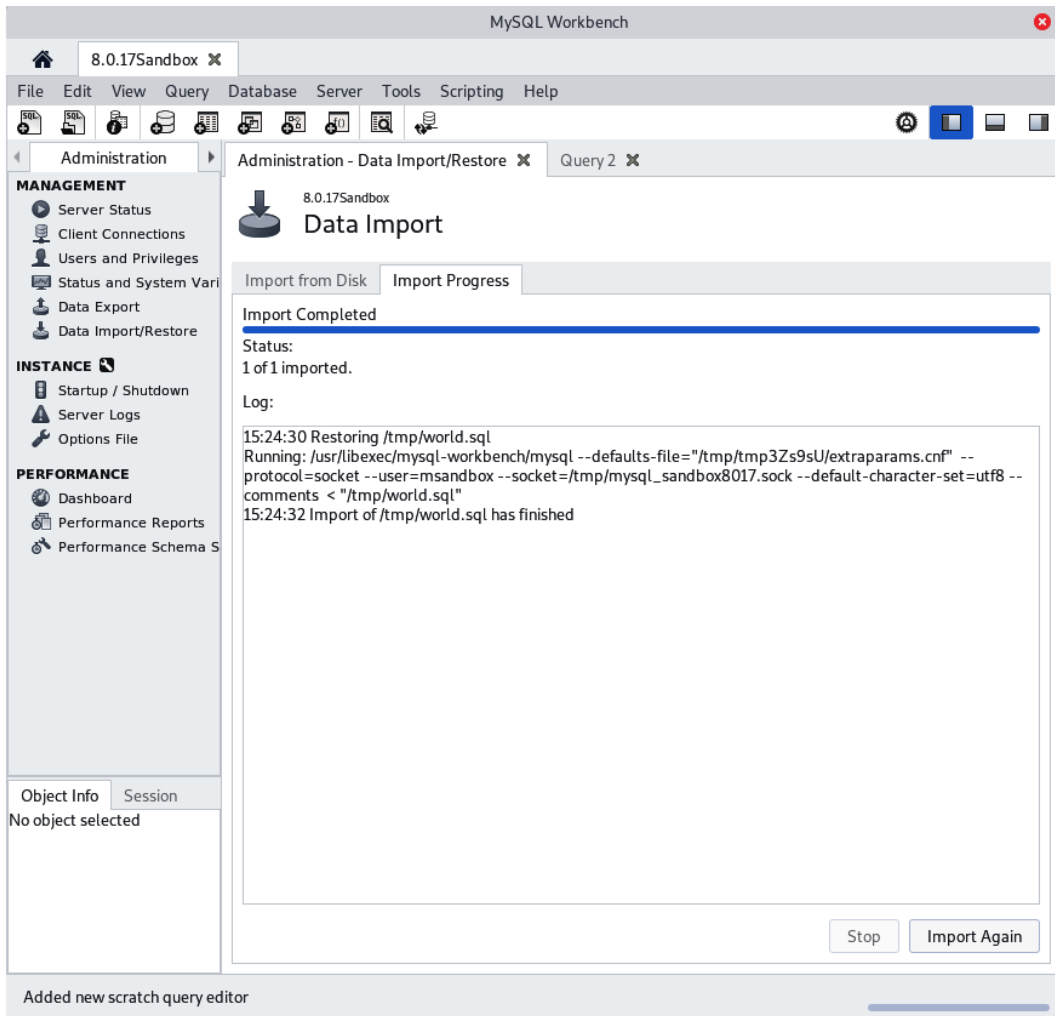 MySQL Workbench
8.0.17Sandbox
File Edit View Query Database Server Tools Scripting Help
SQL SQL
Administration
Administration - Data Import/Restore Query 2
MANAGEMENT
Server Status
Client Connections
Users and Privileges
Status and System Vari
Data Export
Data Import/Restore
INSTANCE
Startup / Shutdown
Server Logs
Options File
PERFORMANCE
Dashboard
Performance Reports
Performance Schema S
Object Info Session
No object selected
8.0.17Sandbox
Data Import
Import from Disk Import Progress
Import Completed
Status:
1 of 1 imported.
Log:
15:24:30 Restoring /tmp/world.sql
Running: /usr/libexec/mysql-workbench/mysql --defaults-file="/tmp/tmp3Zs9sU/extraparams.cnf" --
protocol=socket --user=msandbox --socket=/tmp/mysql_sandbox8017.sock --default-character-set=utf8 --
comments < "/tmp/world.sql"
15:24:32 Import of /tmp/world.sql has finished
Stop Import Again
Added new scratch query editor